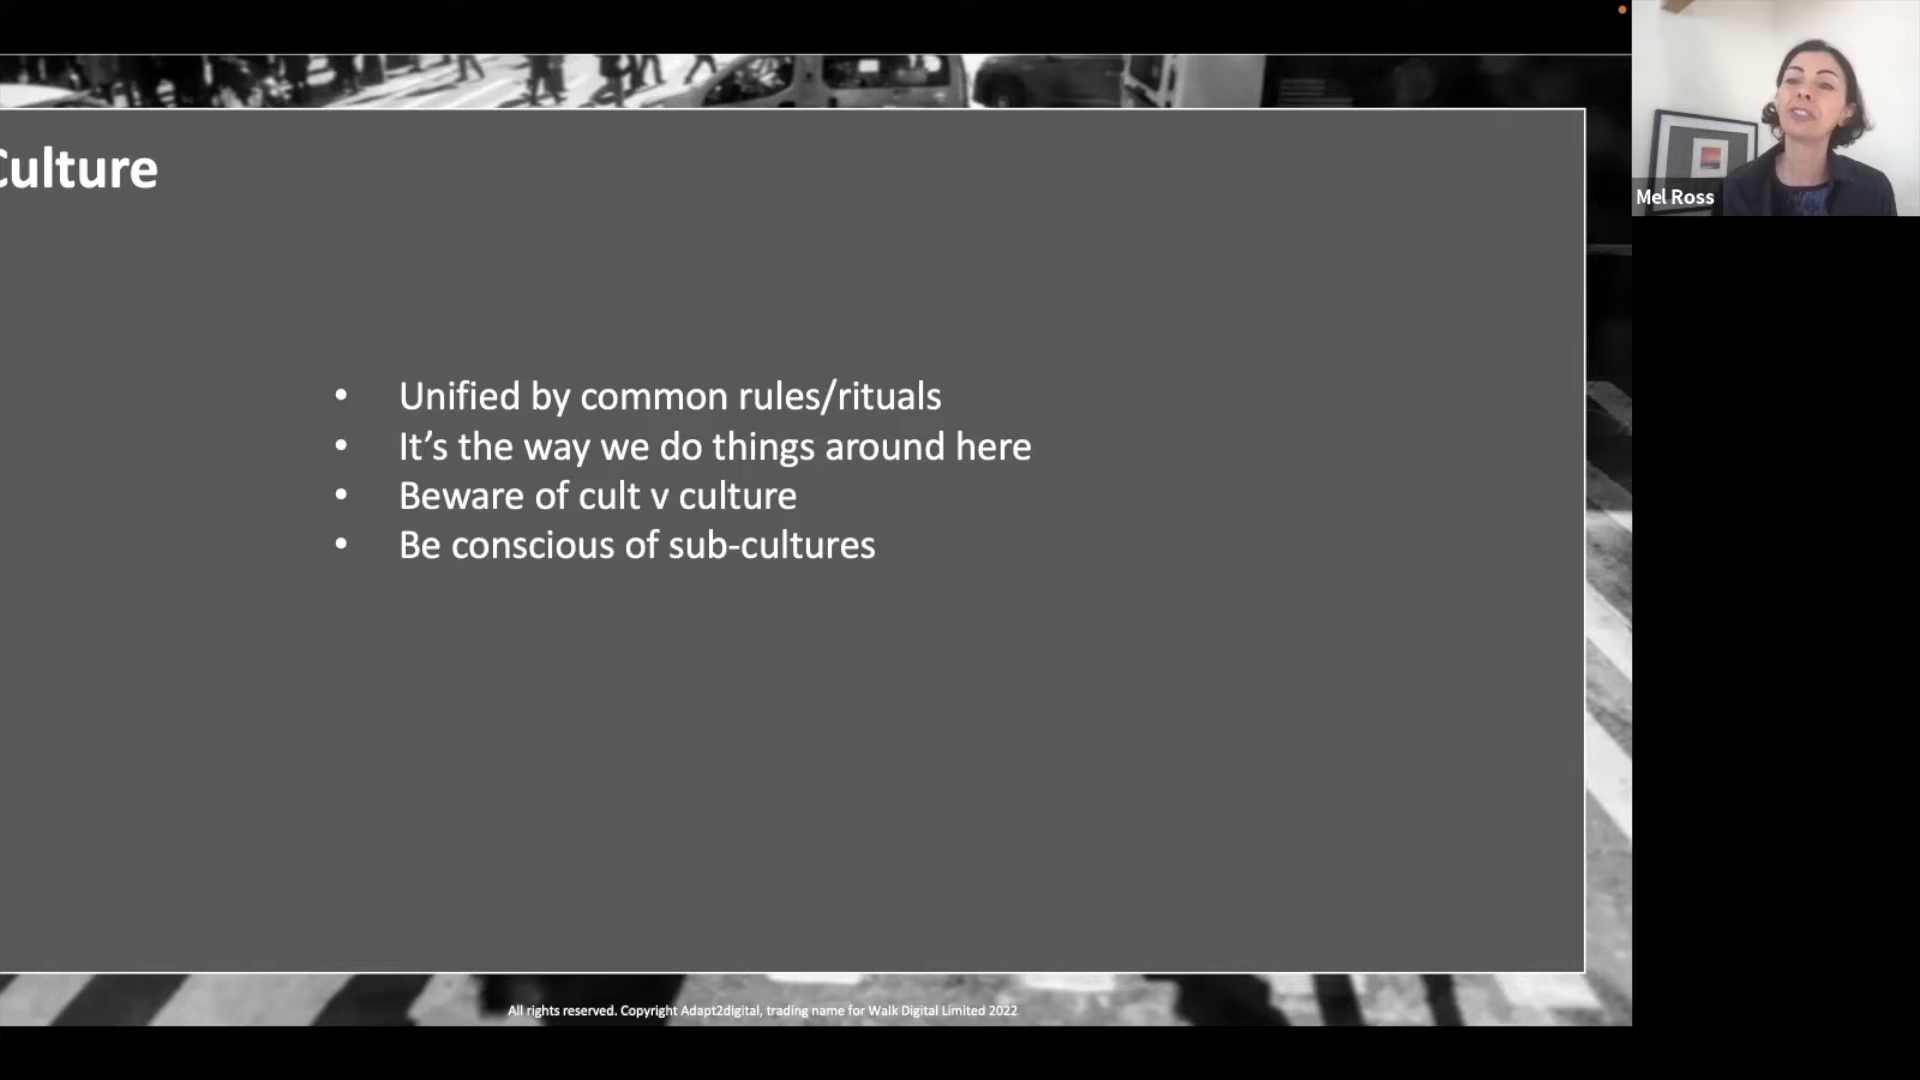 Culture
Mel Ross
• Unified by common rules/rituals
• It’s the way we do things around here
• Beware of cult v culture
• Be conscious of sub-cultures
All rights reserved. Copyright Adapt2digital, trading name for Walk Digital Limited 2022